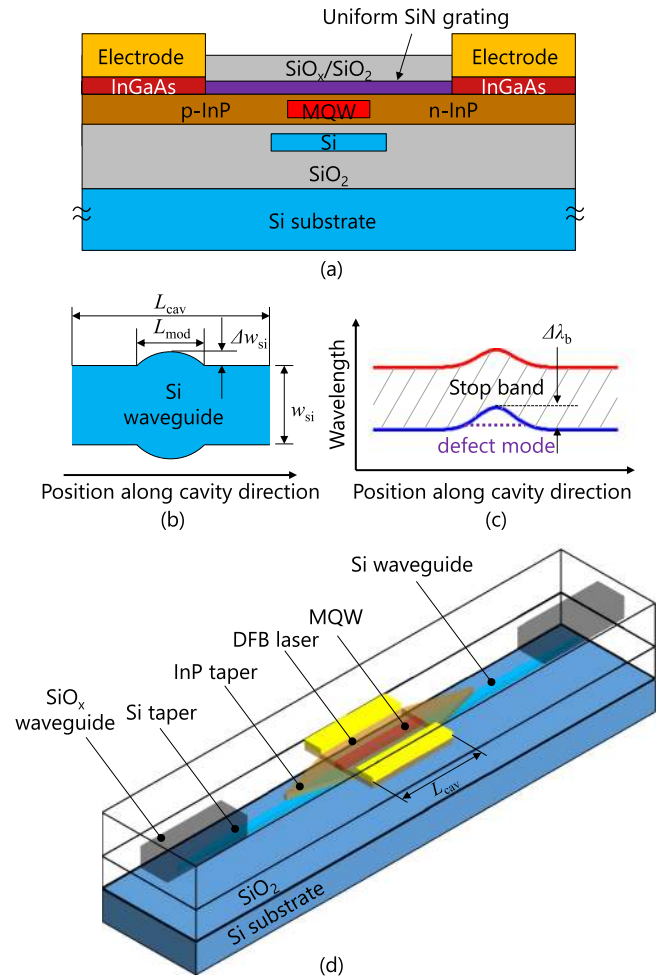 Uniform SiN grating
Electrode
SiOx/SiO2
Electrode
InGaAs
InGaAs
p-InP
MQW
n-InP
Si
SiO2
Si substrate
(a)
Lcav
Lmod
Δwsi
Si
waveguide
wsi
Position along cavity direction
(b)
Wavelength
Δλb
Stop band
defect mode
Position along cavity direction
(c)
Si waveguide
MQW
DFB laser
InP taper
SiOx
waveguide
Si taper
Lcav
SiO2
Si substrate
(d)